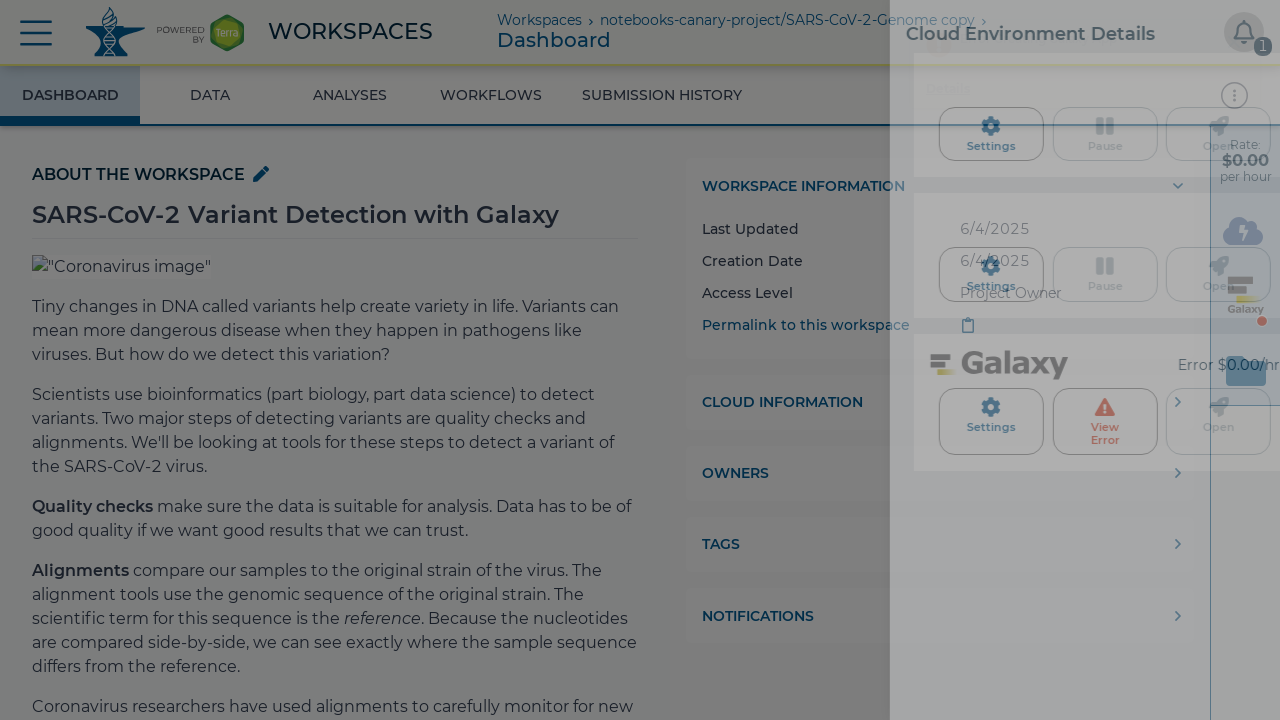 POWERED
BY
Terra
WORKSPACES
Workspaces › notebooks-canary-project/SARS-CoV-2-Genome copy ›
Dashboard
Cloud Environment Details
1
DASHBOARD
DATA
ANALYSES
WORKFLOWS
SUBMISSION HISTORY
ABOUT THE WORKSPACE
SARS-CoV-2 Variant Detection with Galaxy
"Coronavirus image"
Tiny changes in DNA called variants help create variety in life. Variants can
mean more dangerous disease when they happen in pathogens like
viruses. But how do we detect this variation?
Scientists use bioinformatics (part biology, part data science) to detect
variants. Two major steps of detecting variants are quality checks and
alignments. We'll be looking at tools for these steps to detect a variant of
the SARS-CoV-2 virus.
Quality checks make sure the data is suitable for analysis. Data has to be of
good quality if we want good results that we can trust.
Alignments compare our samples to the original strain of the virus. The
alignment tools use the genomic sequence of the original strain. The
scientific term for this sequence is the reference. Because the nucleotides
are compared side-by-side, we can see exactly where the sample sequence
differs from the reference.
Coronavirus researchers have used alignments to carefully monitor for new
WORKSPACE INFORMATION
Last Updated
6/4/2025
Creation Date
6/4/2025
Access Level
Project Owner
Permalink to this workspace
CLOUD INFORMATION
OWNERS
TAGS
NOTIFICATIONS
Settings
Pause
Open
Settings
Pause
Open
Galaxy
Error $0.00/hr
Settings
View
Error
Open
Rate:
$0.00
per hour
Galaxy